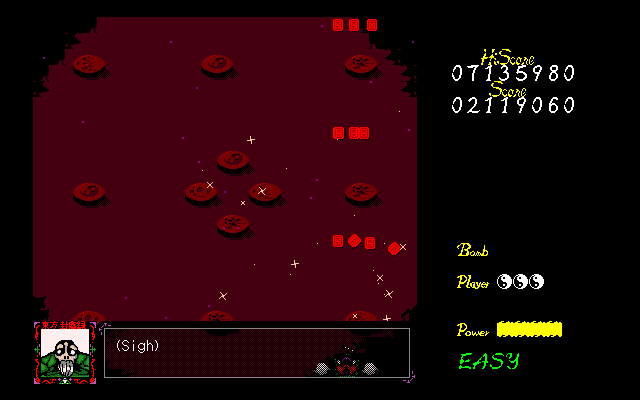 HiScore
07135980
Score
02119060
Bomb
Player
Power
(Sigh)
EASY